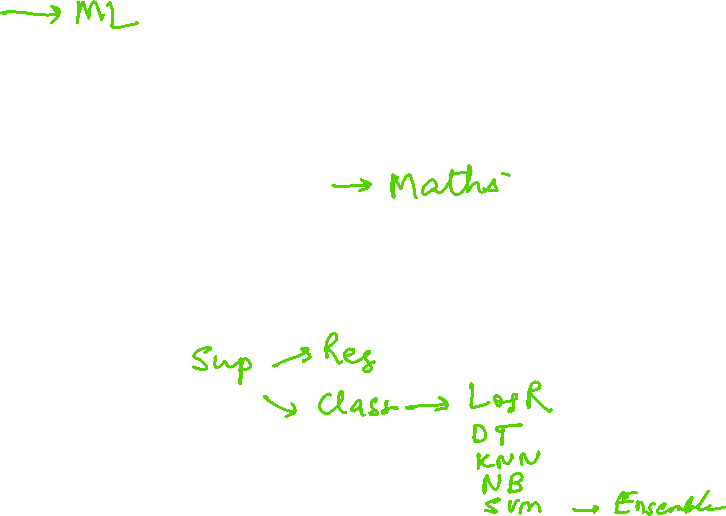 → ML
→ Maths
Sup → Reg
→ Class → LogR
DT
KNN
NB
SVM → Ensemble